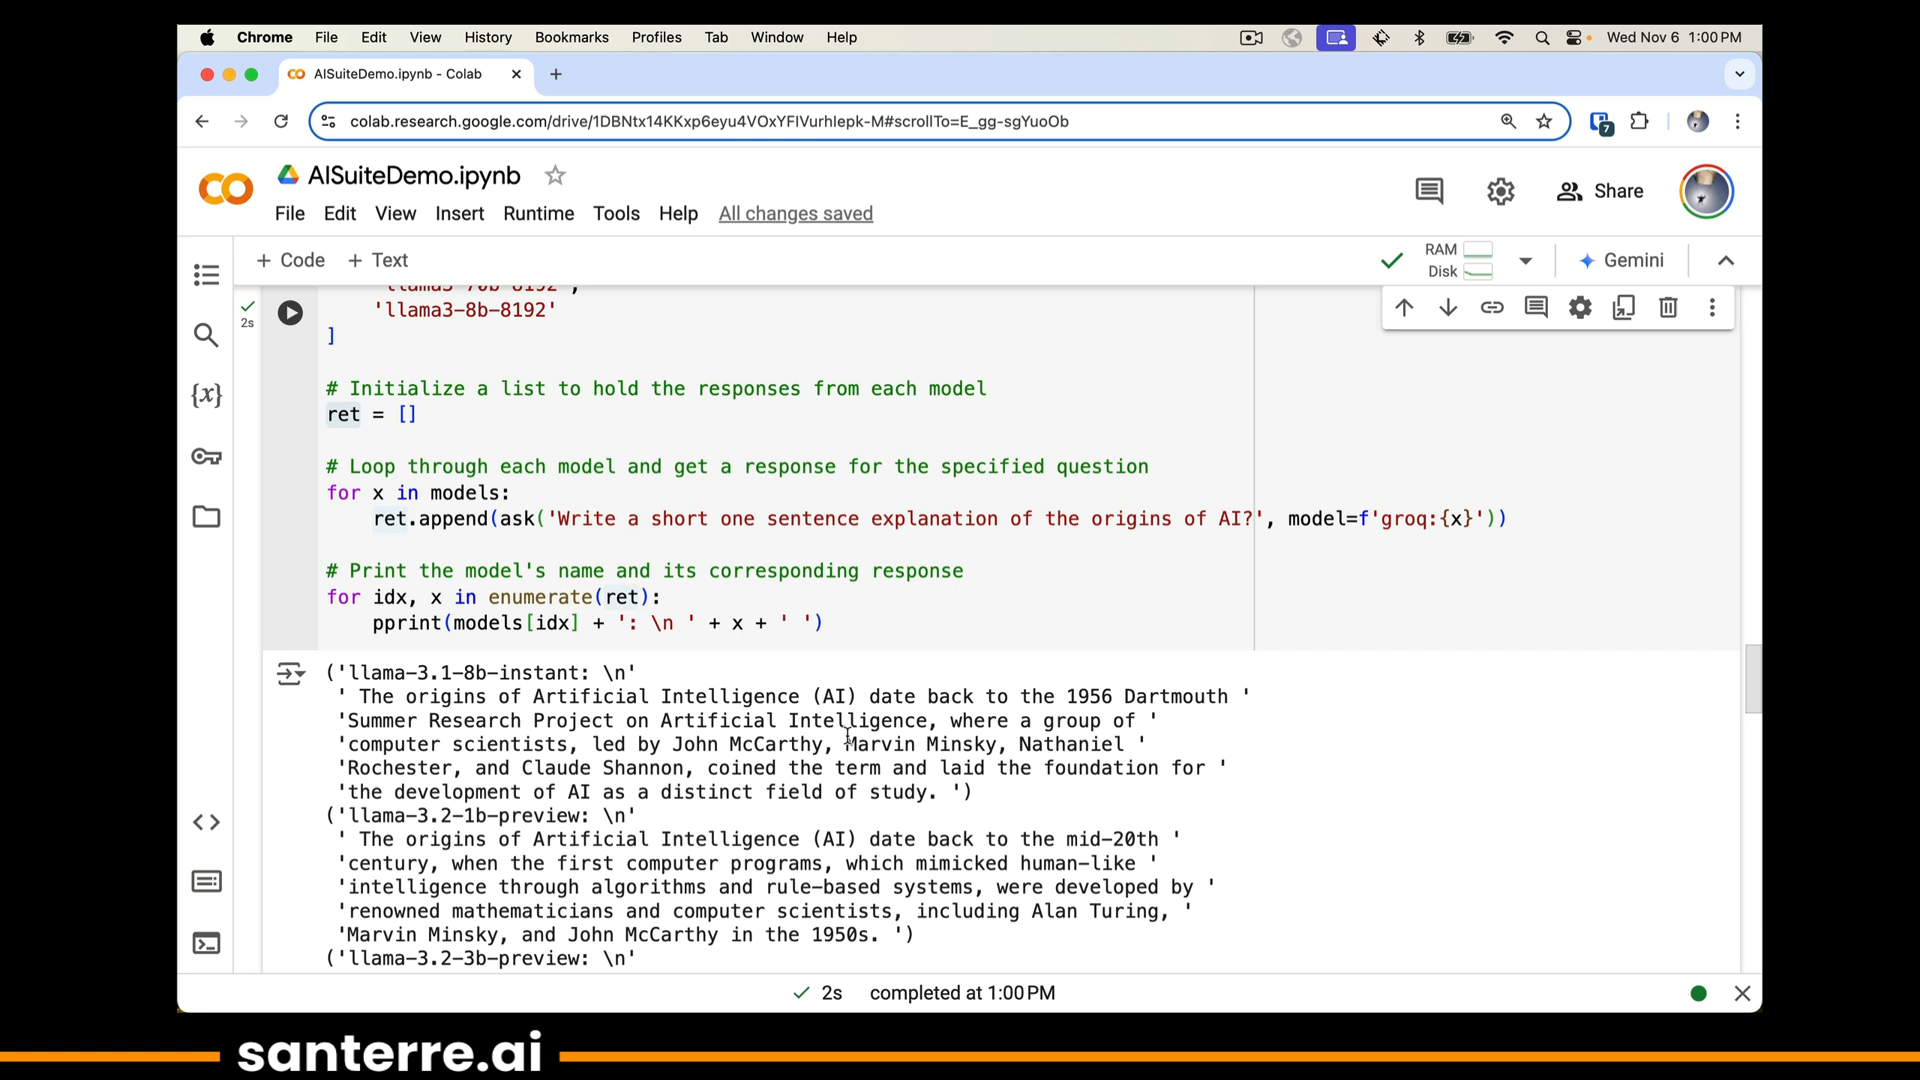 Chrome File Edit View History Bookmarks Profiles Tab Window Help Wed Nov 6 1:00 PM
AISuiteDemo.ipynb - Colab
colab.research.google.com/drive/1DBNtx14KKxp6eyu4VOxYFIVurhIepk-M#scrollTo=E_gg-sgYuoOb
7
AISuiteDemo.ipynb
File Edit View Insert Runtime Tools Help All changes saved
Share
+ Code + Text
RAM
Disk
Gemini
2s
'llama3-70b-8192',
'llama3-8b-8192'
]
# Initialize a list to hold the responses from each model
ret = []
# Loop through each model and get a response for the specified question
for x in models:
ret.append(ask('Write a short one sentence explanation of the origins of AI?', model=f'groq:{x}'))
# Print the model's name and its corresponding response
for idx, x in enumerate(ret):
pprint(models[idx] + ': \n ' + x + ' ')
('llama-3.1-8b-instant: \n'
' The origins of Artificial Intelligence (AI) date back to the 1956 Dartmouth '
'Summer Research Project on Artificial Intelligence, where a group of '
'computer scientists, led by John McCarthy, Marvin Minsky, Nathaniel '
'Rochester, and Claude Shannon, coined the term and laid the foundation for '
'the development of AI as a distinct field of study. ')
('llama-3.2-1b-preview: \n'
' The origins of Artificial Intelligence (AI) date back to the mid-20th '
'century, when the first computer programs, which mimicked human-like '
'intelligence through algorithms and rule-based systems, were developed by '
'renowned mathematicians and computer scientists, including Alan Turing, '
'Marvin Minsky, and John McCarthy in the 1950s. ')
('llama-3.2-3b-preview: \n'
2s completed at 1:00 PM
santerre.ai